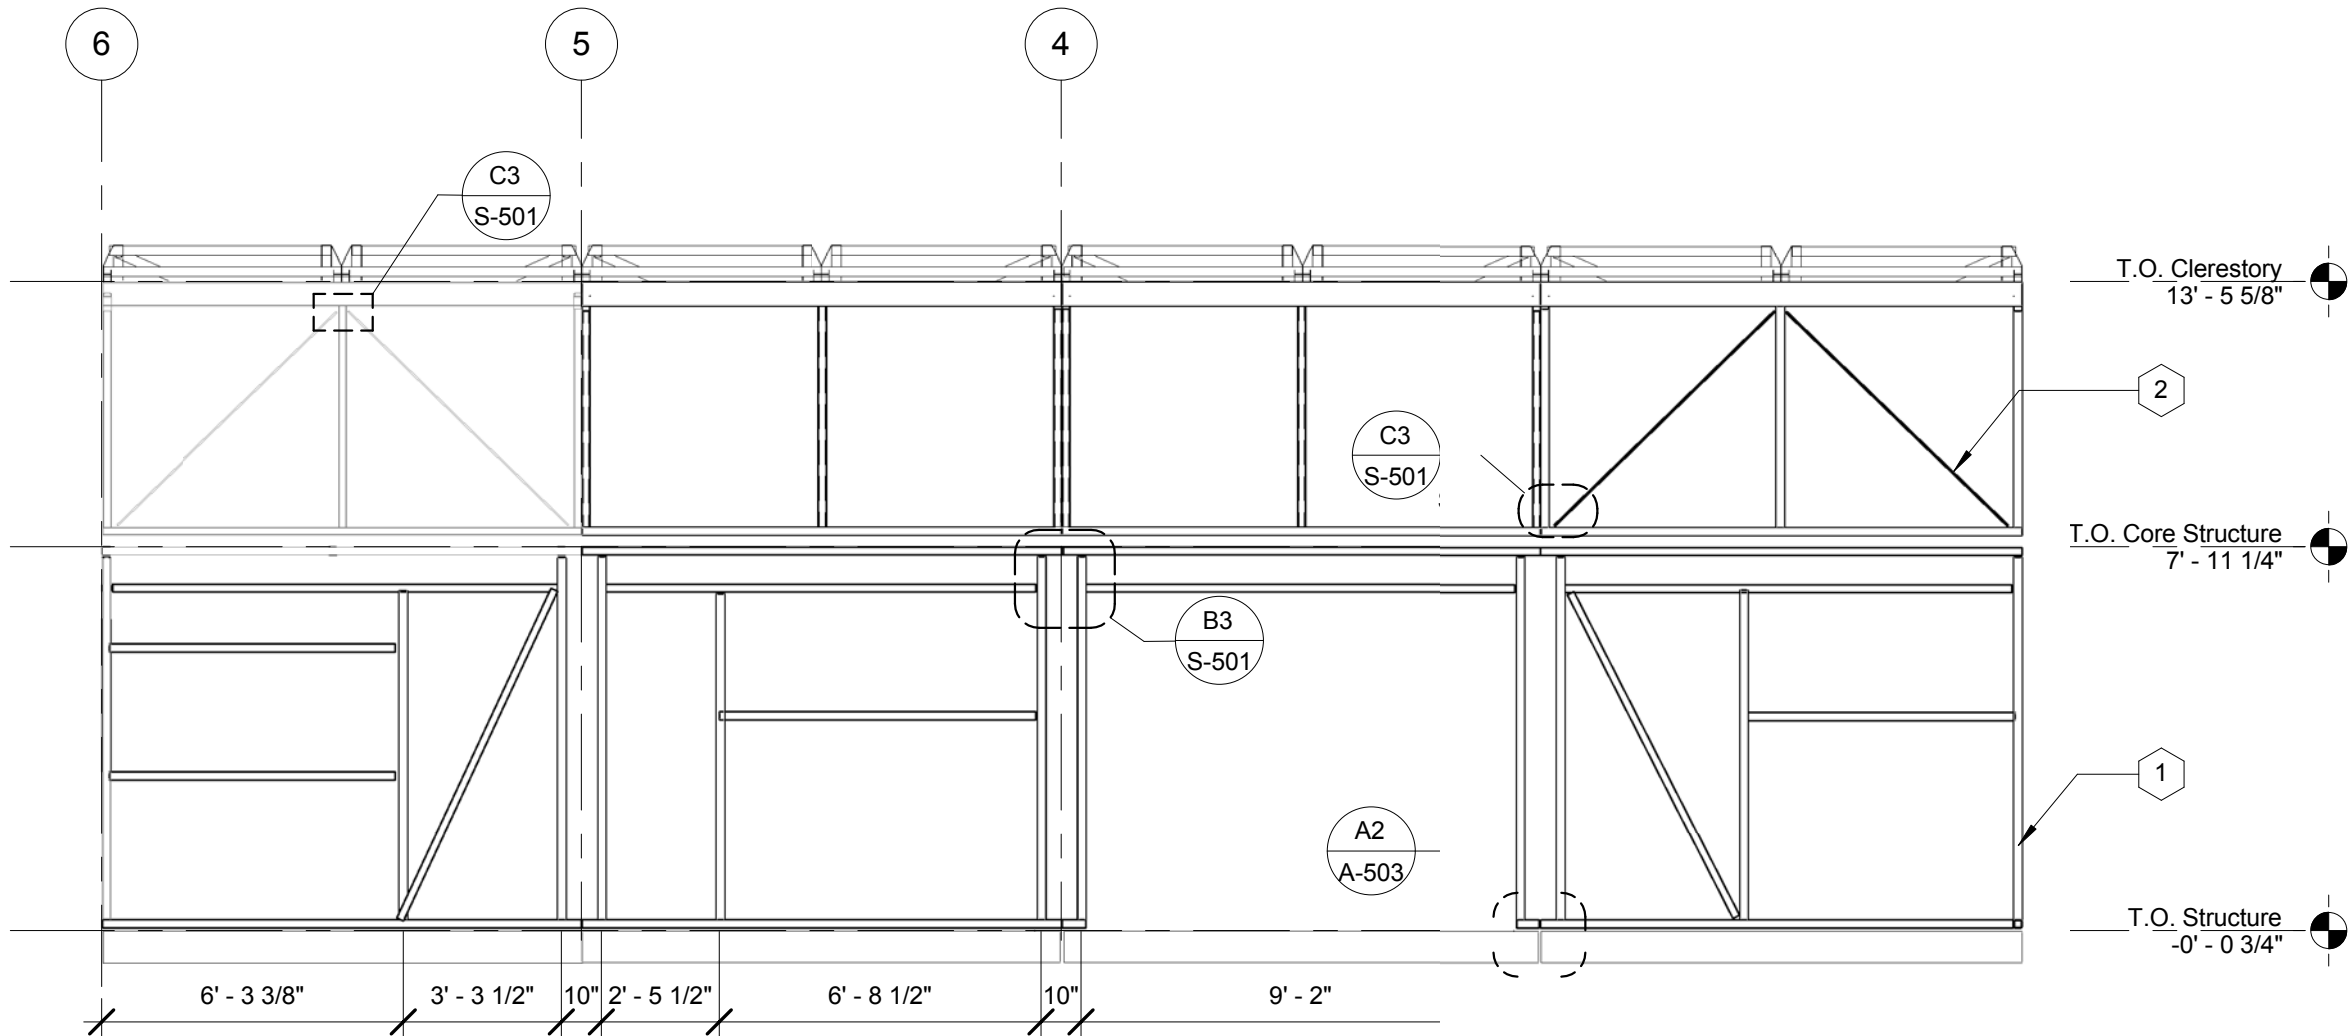 6
5
4
C3
S-501
T.O. Clerestory
13' - 5 5/8"
2
C3
S-501
T.O. Core Structure
7' - 11 1/4"
B3
S-501
1
A2
A-503
T.O. Structure
-0' - 0 3/4"
6' - 3 3/8"
3' - 3 1/2"
10"
2' - 5 1/2"
6' - 8 1/2"
10"
9' - 2"